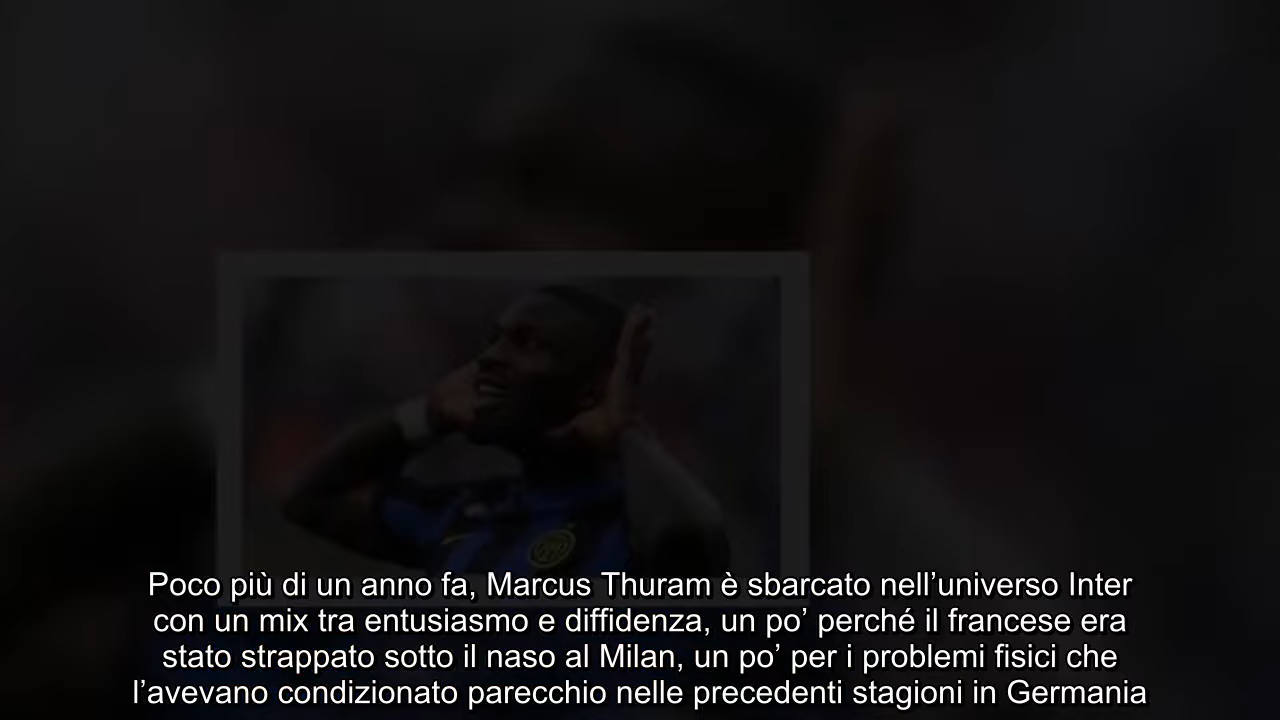 Poco più di un anno fa, Marcus Thuram è sbarcato nell’universo Inter
con un mix tra entusiasmo e diffidenza, un po’ perché il francese era
stato strappato sotto il naso al Milan, un po’ per i problemi fisici che
l’avevano condizionato parecchio nelle precedenti stagioni in Germania